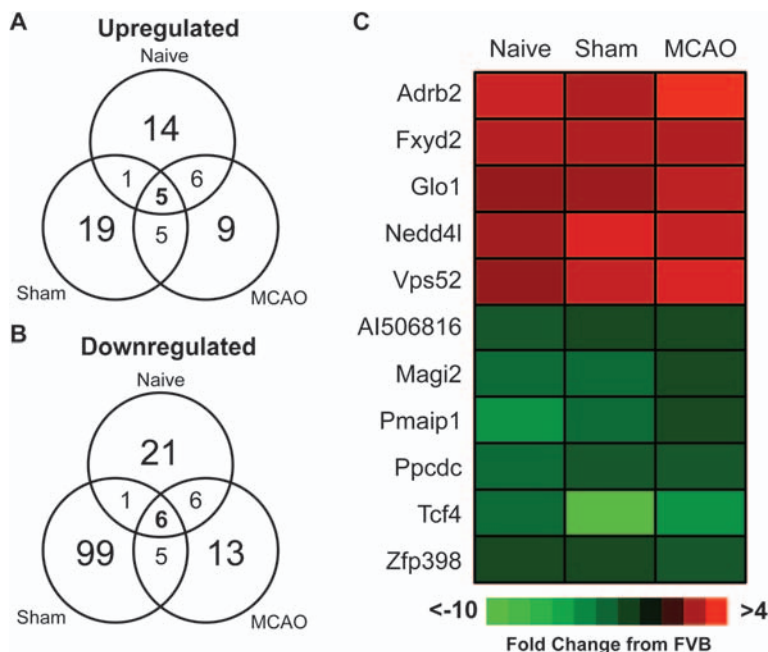 A
Upregulated
Naive
14
1
5
6
19
5
9
Sham
MCAO
B
Downregulated
Naive
21
1
6
6
99
5
13
Sham
MCAO
C
Naive Sham MCAO
Adrb2
Fxyd2
Glo1
Nedd4l
Vps52
AI506816
Magi2
Pmaip1
Ppcdc
Tcf4
Zfp398
<-10 >4
Fold Change from FVB